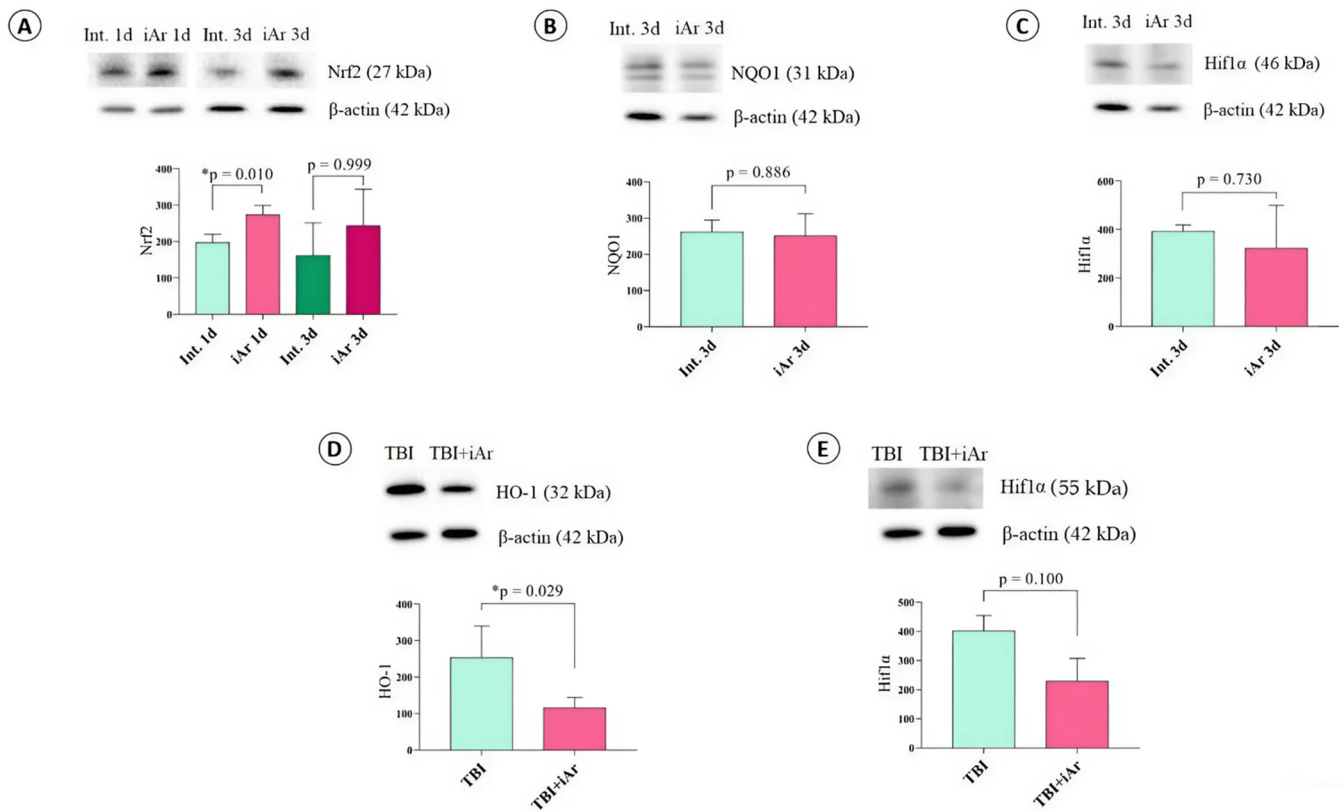 A
Int. 1d iAr 1d Int. 3d iAr 3d
Nrf2 (27 kDa)
β-actin (42 kDa)
*p = 0.010
p = 0.999
400
300
200
100
0
Nrf2
Int. 1d
iAr 1d
Int. 3d
iAr 3d
B
Int. 3d iAr 3d
NQO1 (31 kDa)
β-actin (42 kDa)
p = 0.886
400
300
200
100
0
NQO1
Int. 3d
iAr 3d
C
Int. 3d iAr 3d
Hif1α (46 kDa)
β-actin (42 kDa)
p = 0.730
600
400
200
0
Hif1α
Int. 3d
iAr 3d
D
TBI TBI+iAr
HO-1 (32 kDa)
β-actin (42 kDa)
*p = 0.029
400
300
200
100
0
HO-1
TBI
TBI+iAr
E
TBI TBI+iAr
Hif1α (55 kDa)
β-actin (42 kDa)
p = 0.100
500
400
300
200
100
0
Hif1α
TBI
TBI+iAr